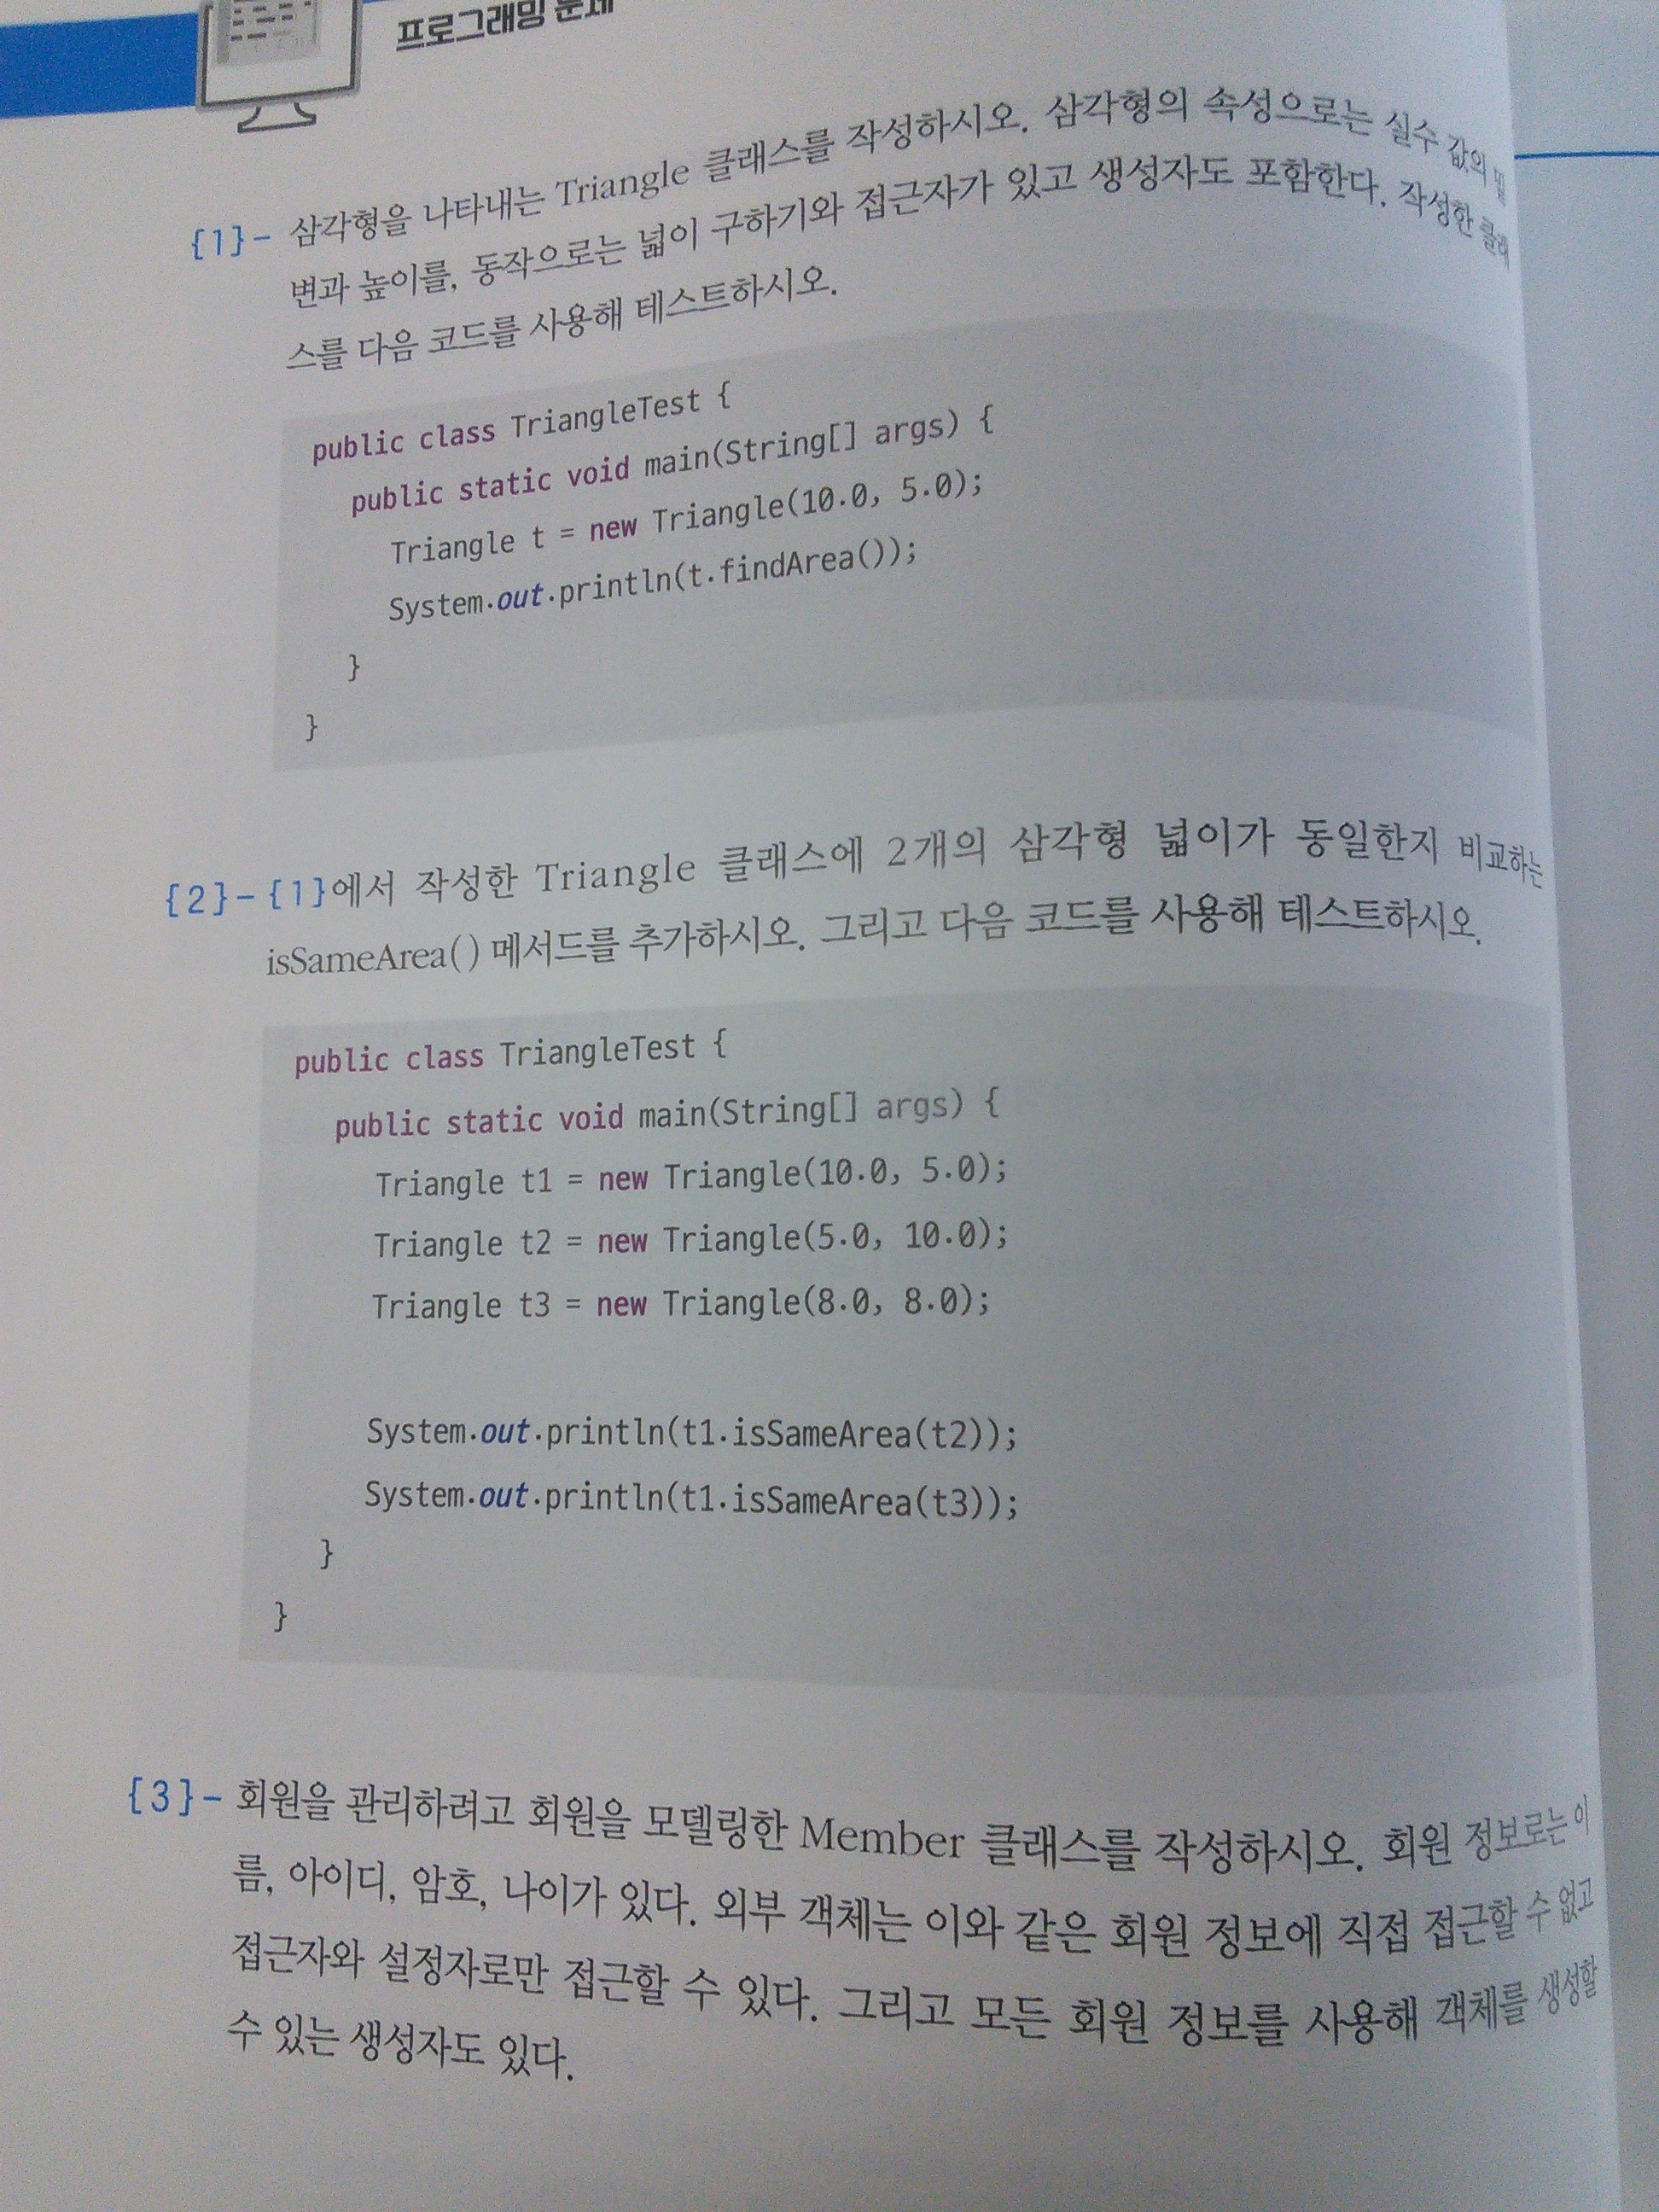 프로그래밍 문제
{1}- 삼각형을 나타내는 Triangle 클래스를 작성하시오. 삼각형의 속성으로는 실수 값의 밑
변과 높이를, 동작으로는 넓이 구하기와 접근자가 있고 생성자도 포함한다. 작성한 클래
스를 다음 코드를 사용해 테스트하시오.
public class TriangleTest {
public static void main(String[] args) {
Triangle t = new Triangle(10.0, 5.0);
System.out.println(t.findArea());
}
}
{2}- {1}에서 작성한 Triangle 클래스에 2개의 삼각형 넓이가 동일한지 비교하는
isSameArea() 메서드를 추가하시오. 그리고 다음 코드를 사용해 테스트하시오.
public class TriangleTest {
public static void main(String[] args) {
Triangle t1 = new Triangle(10.0, 5.0);
Triangle t2 = new Triangle(5.0, 10.0);
Triangle t3 = new Triangle(8.0, 8.0);
System.out.println(t1.isSameArea(t2));
System.out.println(t1.isSameArea(t3));
}
}
{3}- 회원을 관리하려고 회원을 모델링한 Member 클래스를 작성하시오. 회원 정보로는 이
름, 아이디, 암호, 나이가 있다. 외부 객체는 이와 같은 회원 정보에 직접 접근할 수 없고
접근자와 설정자로만 접근할 수 있다. 그리고 모든 회원 정보를 사용해 객체를 생성할
수 있는 생성자도 있다.